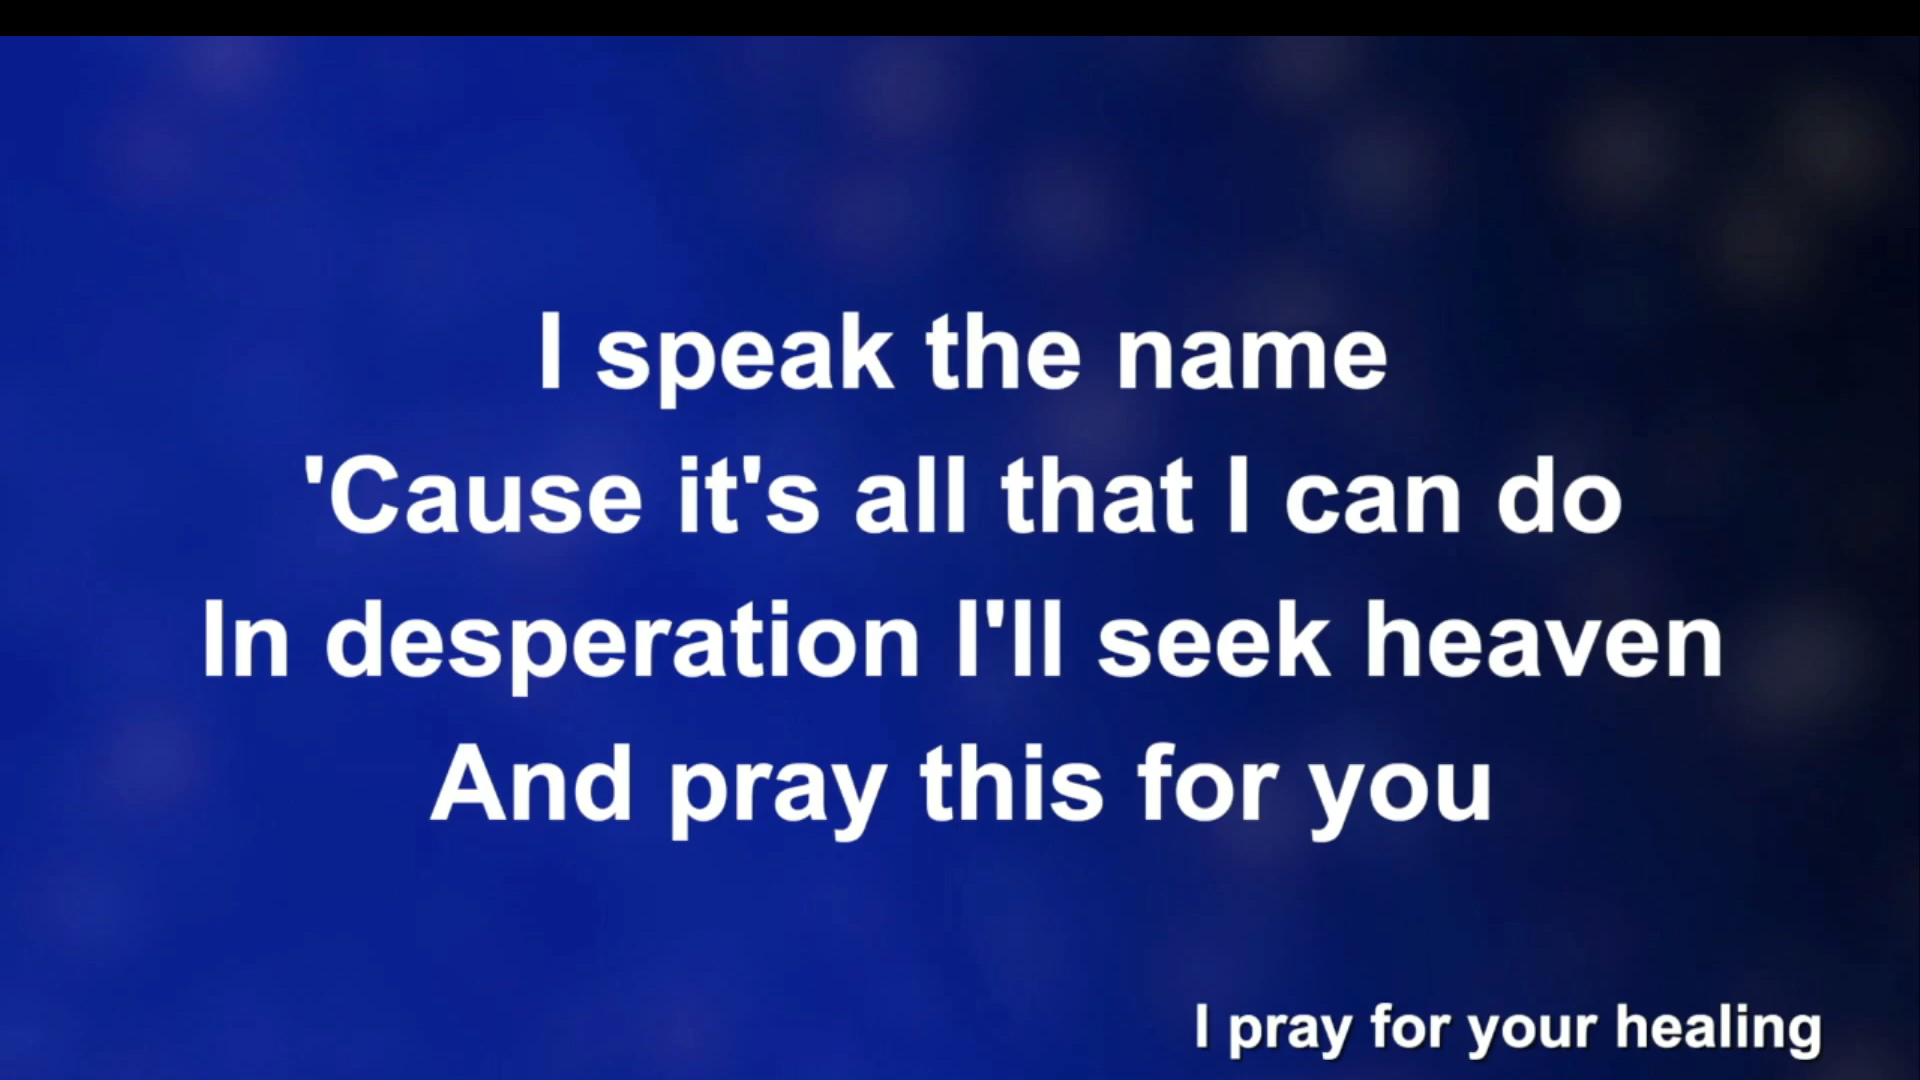 I speak the name
'Cause it's all that I can do
In desperation I'll seek heaven
And pray this for you
I pray for your healing